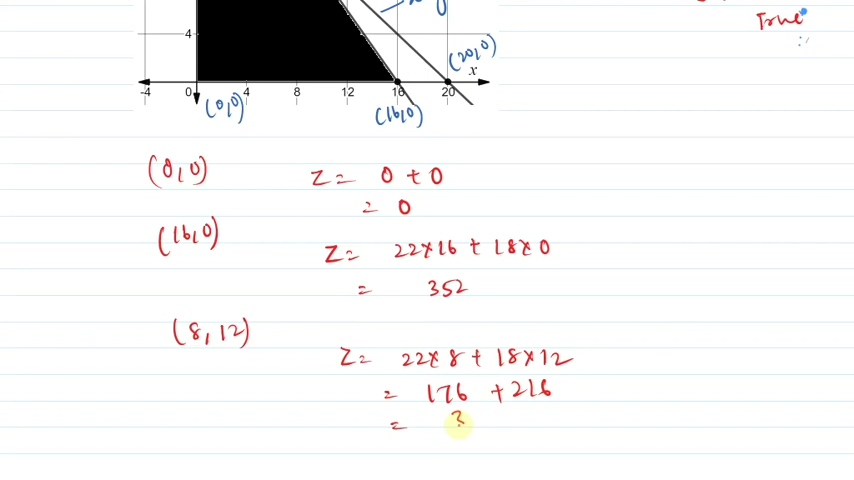 True
4
(20,0)
x
-4 0 4 8 12 16 20
(0,0) (16,0)
(0,0) Z = 0 + 0
= 0
(16,0) Z = 22×16 + 18×0
= 352
(8,12)
Z = 22×8 + 18×12
= 176 + 216
= 3